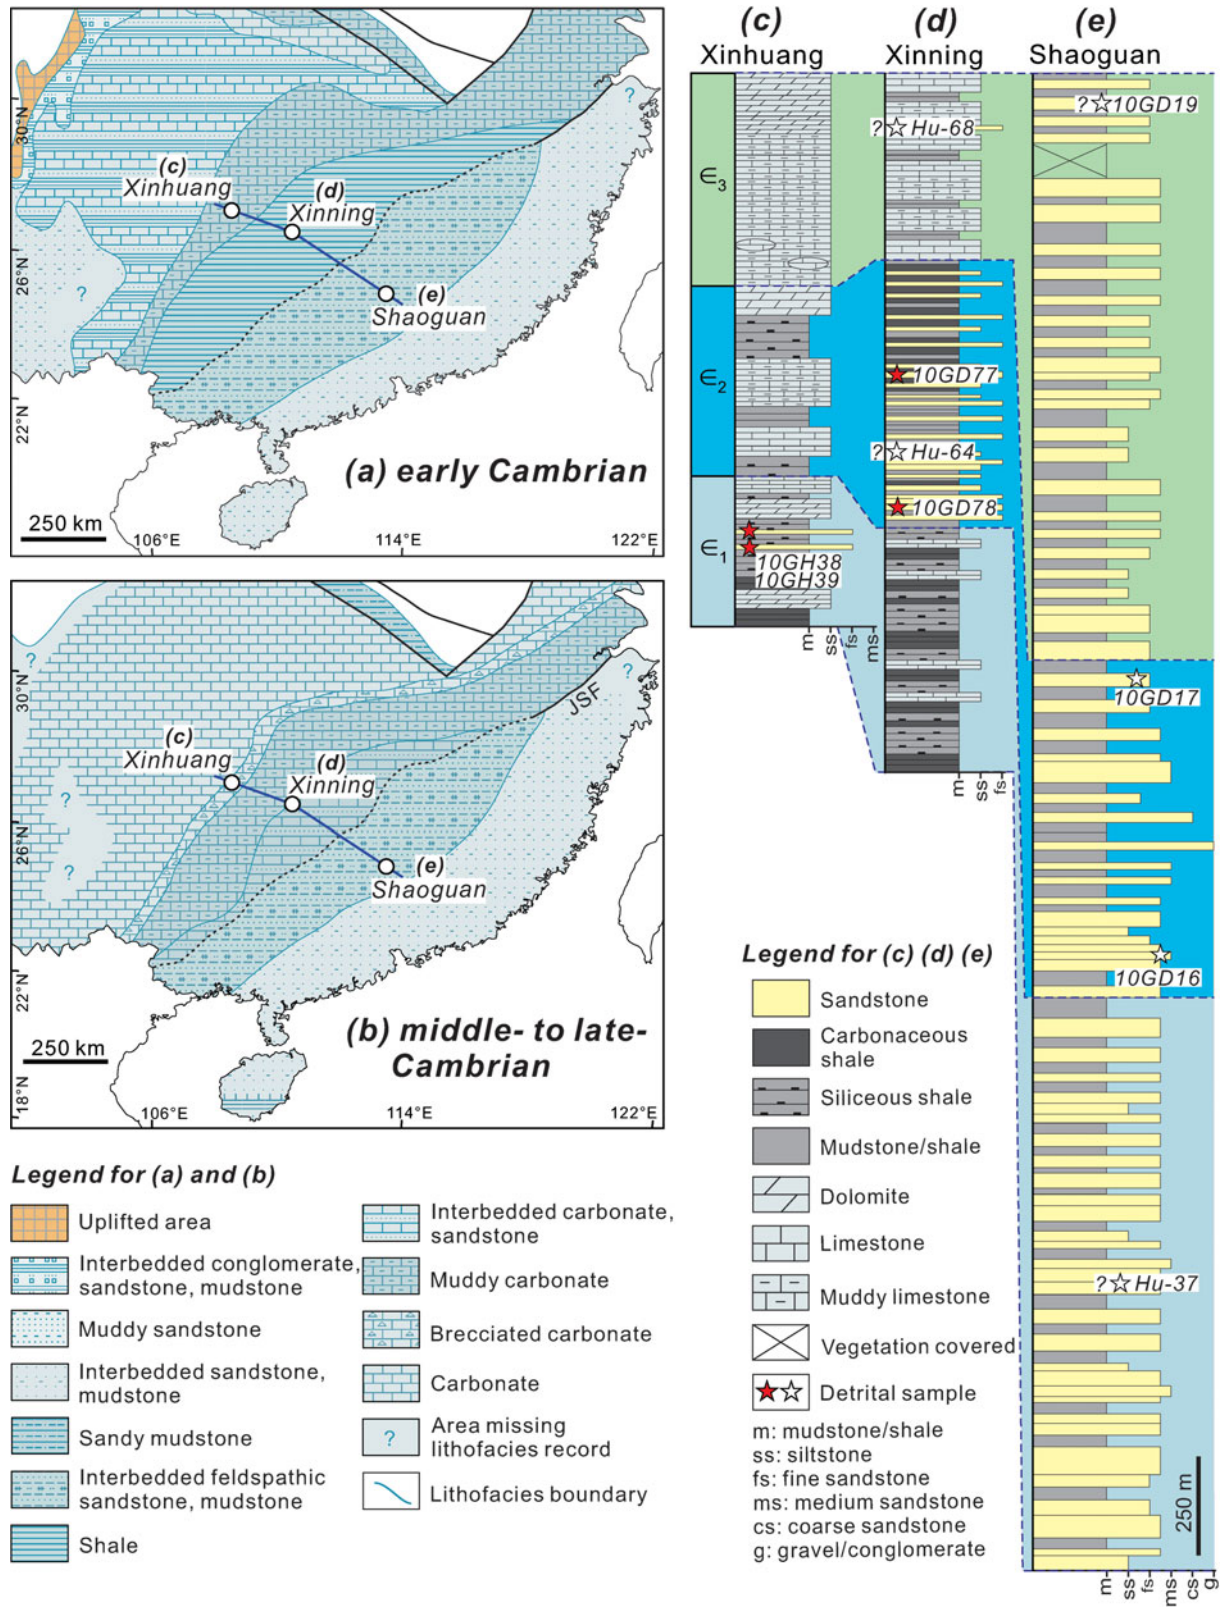 (c)
Xinhuang
(d)
Xinning
(e)
Shaoguan
?
?
30°N
26°N
22°N
(a) early Cambrian
250 km
106°E
114°E
122°E
(c)
Xinhuang
(d)
Xinning
(e)
Shaoguan
JSF
?
?
?
?
30°N
26°N
22°N
18°N
(b) middle- to late-
Cambrian
250 km
106°E
114°E
122°E
Legend for (a) and (b)
Uplifted area
Interbedded conglomerate,
sandstone, mudstone
Muddy sandstone
Interbedded sandstone,
mudstone
Sandy mudstone
Interbedded feldspathic
sandstone, mudstone
Shale
Interbedded carbonate,
sandstone
Muddy carbonate
Brecciated carbonate
Carbonate
?
Area missing
lithofacies record
Lithofacies boundary
(c)
Xinhuang
(d)
Xinning
(e)
Shaoguan
∈3
∈2
∈1
10GH38
10GH39
m
ss
fs
ms
? Hu-68
10GD77
? Hu-64
10GD78
m
ss
fs
? 10GD19
10GD17
10GD16
? Hu-37
250 m
m
ss
fs
ms
cs
g
Legend for (c) (d) (e)
Sandstone
Carbonaceous
shale
Siliceous shale
Mudstone/shale
Dolomite
Limestone
Muddy limestone
Vegetation covered
Detrital sample
m: mudstone/shale
ss: siltstone
fs: fine sandstone
ms: medium sandstone
cs: coarse sandstone
g: gravel/conglomerate